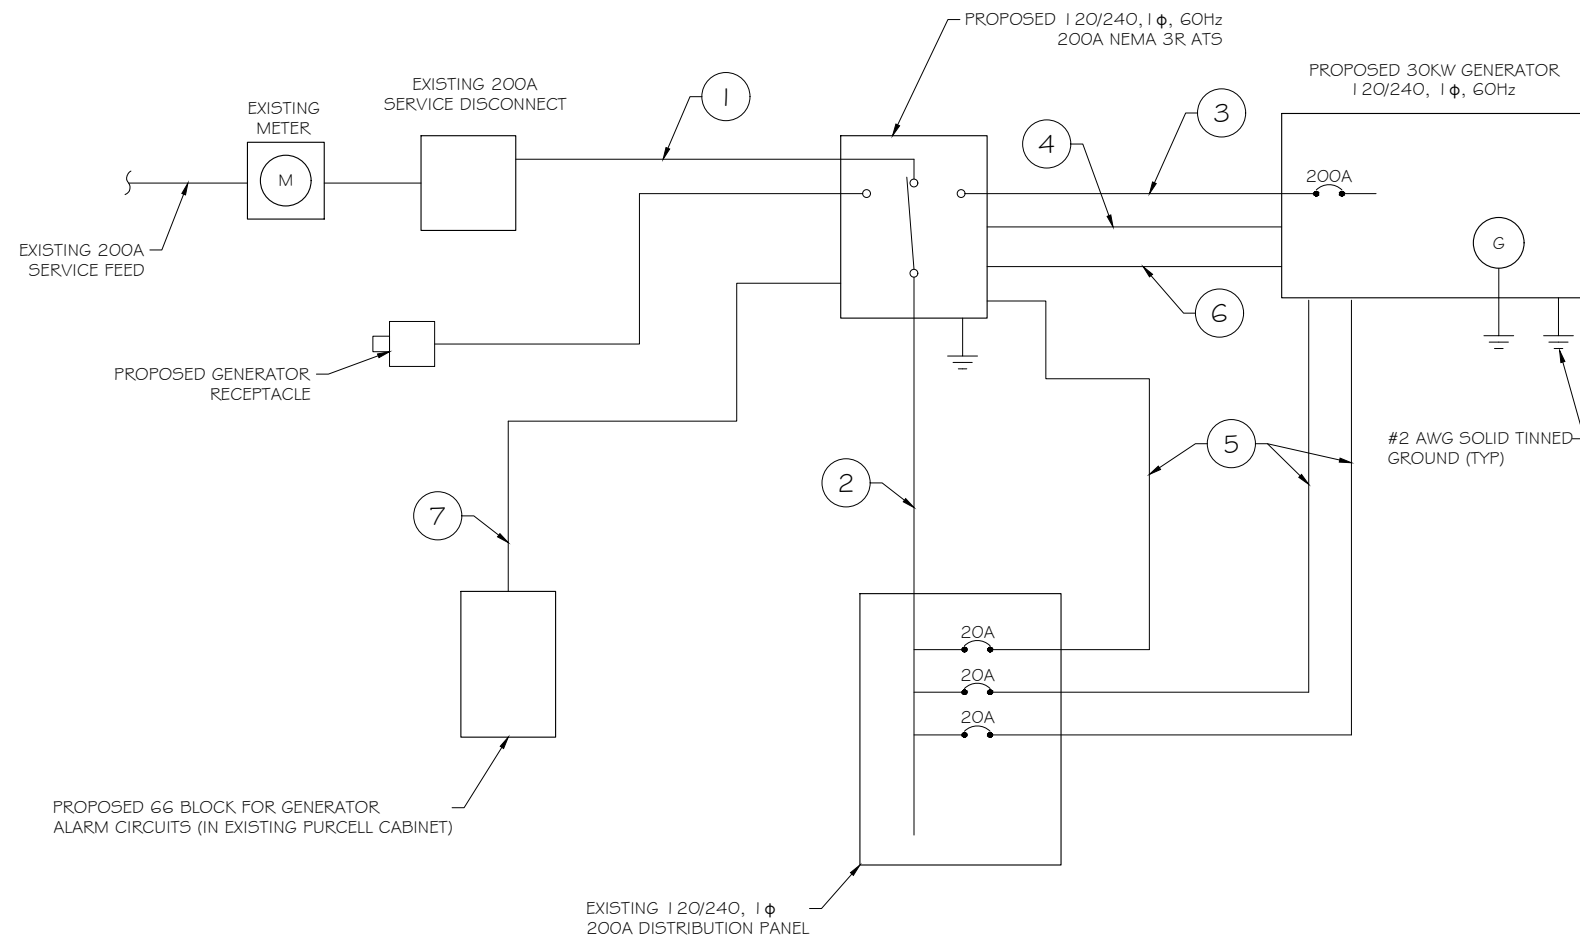 PROPOSED 120/240, 1ϕ, 60Hz
200A NEMA 3R ATS
PROPOSED 30KW GENERATOR
120/240, 1ϕ, 60Hz
EXISTING 200A
SERVICE DISCONNECT
EXISTING
METER
1
3
4
M
200A
EXISTING 200A
SERVICE FEED
G
6
PROPOSED GENERATOR
RECEPTACLE
5
#2 AWG SOLID TINNED
GROUND (TYP)
2
7
20A
20A
20A
PROPOSED 66 BLOCK FOR GENERATOR
ALARM CIRCUITS (IN EXISTING PURCELL CABINET)
EXISTING 120/240, 1ϕ
200A DISTRIBUTION PANEL